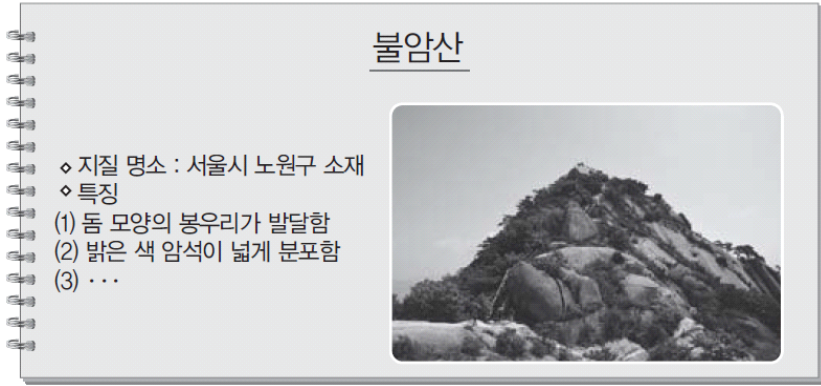 불암산
⋄ 지질 명소 : 서울시 노원구 소재
⋄ 특징
(1) 돔 모양의 봉우리가 발달함
(2) 밝은 색 암석이 넓게 분포함
(3) ···